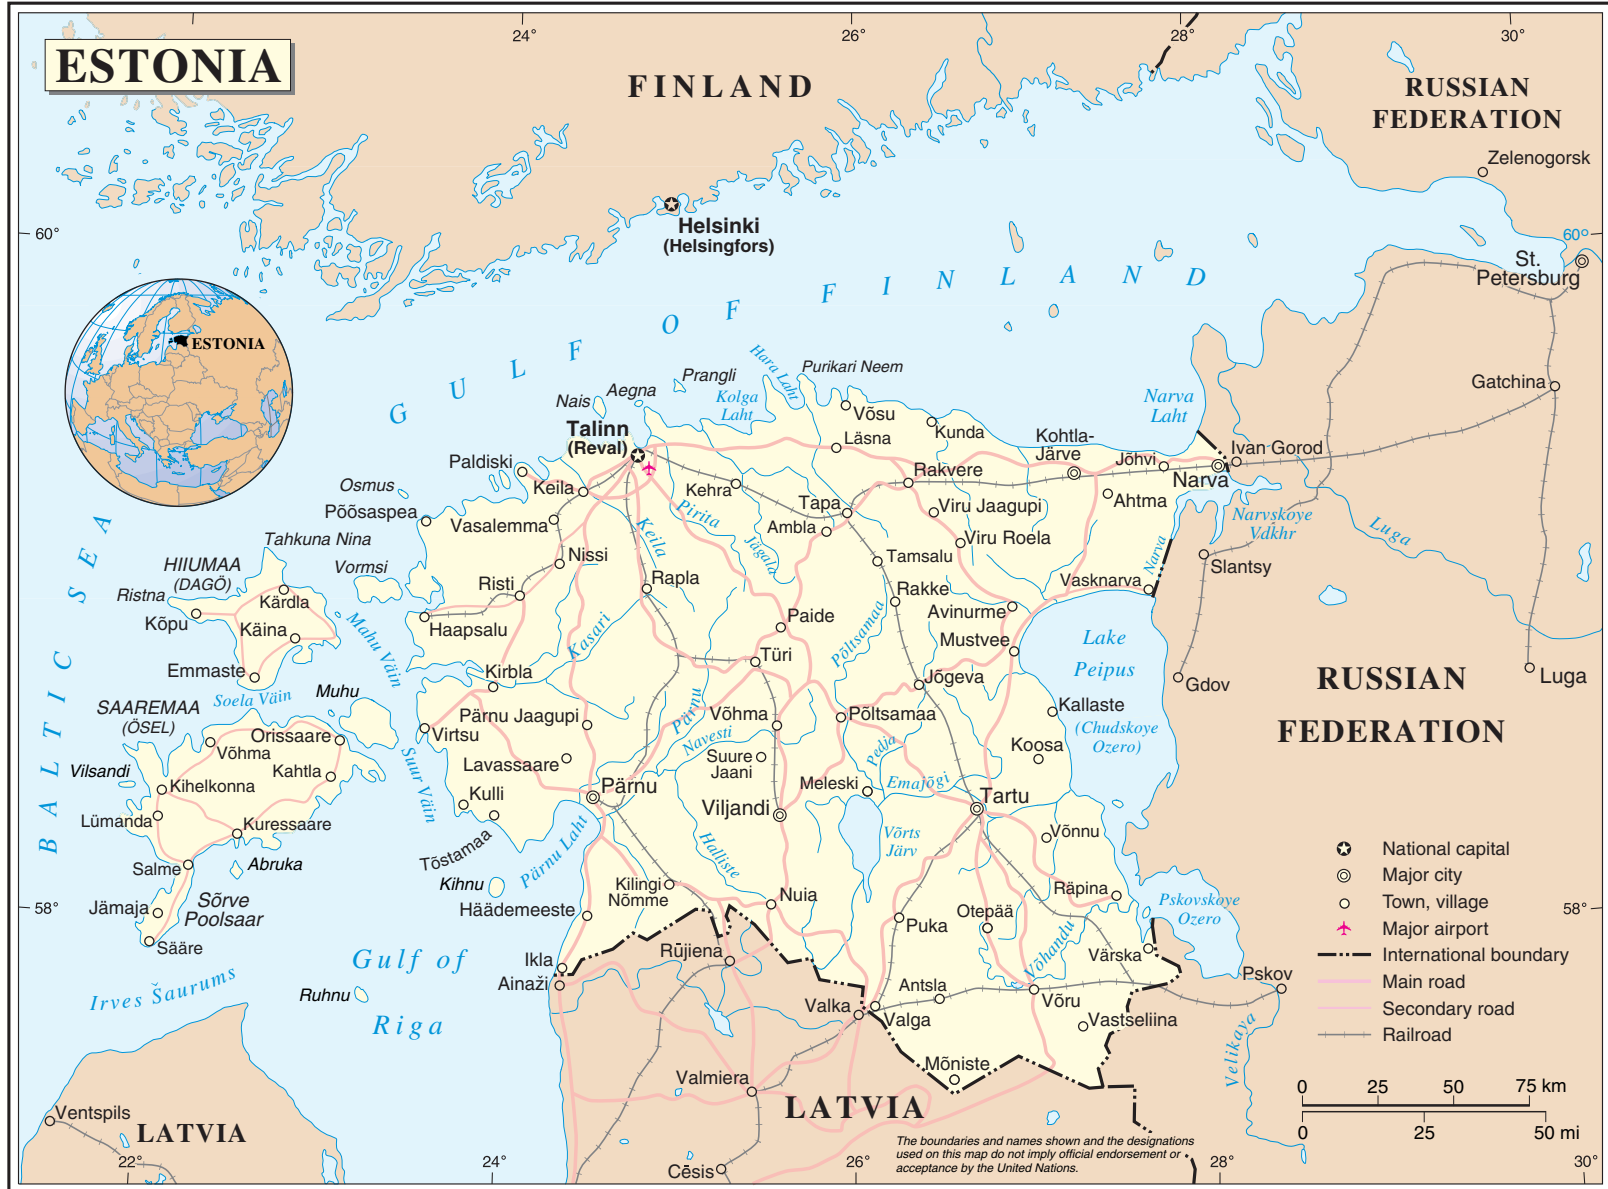 24°
26°
28°
30°
ESTONIA
FINLAND
RUSSIAN
FEDERATION
Zelenogorsk
Helsinki
(Helsingfors)
60°
60°
St.
Petersburg
GULF OF FINLAND
ESTONIA
Gatchina
Purikari Neem
Hara Laht
Prangli
Aegna
Nais
Kolga
Laht
Narva
Laht
Talinn
(Reval)
Võsu
Kunda
Läsna
Kohtla-
Järve
Jõhvi
Ivan Gorod
Narva
Paldiski
Keila
Kehra
Rakvere
Ahtma
Osmus
Põõsaspea
Vasalemma
Pirita
Tapa
Ambla
Viru Jaagupi
Narvskoye
Vdkhr
Luga
Keila
Jägala
Viru Roela
Narva
Tahkuna Nina
Vormsi
Nissi
Tamsalu
Slantsy
HIIUMAA
(DAGÖ)
Ristna
Kärdla
Risti
Rapla
Rakke
Vasknarva
Kõpu
Käina
Haapsalu
Kasari
Paide
Põltsamaa
Avinurme
Mustvee
Lake
Peipus
Mahu Väin
Emmaste
Kirbla
Türi
Jõgeva
Gdov
Luga
RUSSIAN
FEDERATION
Soela Väin
Muhu
SAAREMAA
(ÖSEL)
Pärnu Jaagupi
Pärnu
Võhma
Põltsamaa
Kallaste
(Chudskoye
Ozero)
BALTIC SEA
Orissaare
Võhma
Virtsu
Navesti
Pedja
Koosa
Vilsandi
Kahtla
Kihelkonna
Suur Väin
Lavassaare
Suure
Jaani
Meleski
Emajõgi
Kulli
Pärnu
Viljandi
Tartu
Lümanda
Kuressaare
Võrts
Järv
Võnnu
Tõstamaa
Pärnu Laht
Halliste
Salme
Abruka
Kihnu
Kilingi
Nõmme
Nuia
Räpina
Pskovskoye
Ozero
Jämaja
Sõrve
Poolsaar
Häädemeeste
Otepää
Puka
58°
58°
Sääre
Võhandu
Värska
Gulf of
Riga
Ikla
Ainaži
Rūjiena
Pskov
Irves Šaurums
Ruhnu
Antsla
Võru
Valka
Valga
Vastseliina
Velikaya
Mõniste
Valmiera
LATVIA
Ventspils
LATVIA
Cēsis
National capital
Major city
Town, village
Major airport
International boundary
Main road
Secondary road
Railroad
0 25 50 75 km
0 25 50 mi
The boundaries and names shown and the designations
used on this map do not imply official endorsement or
acceptance by the United Nations.
22°
24°
26°
28°
30°